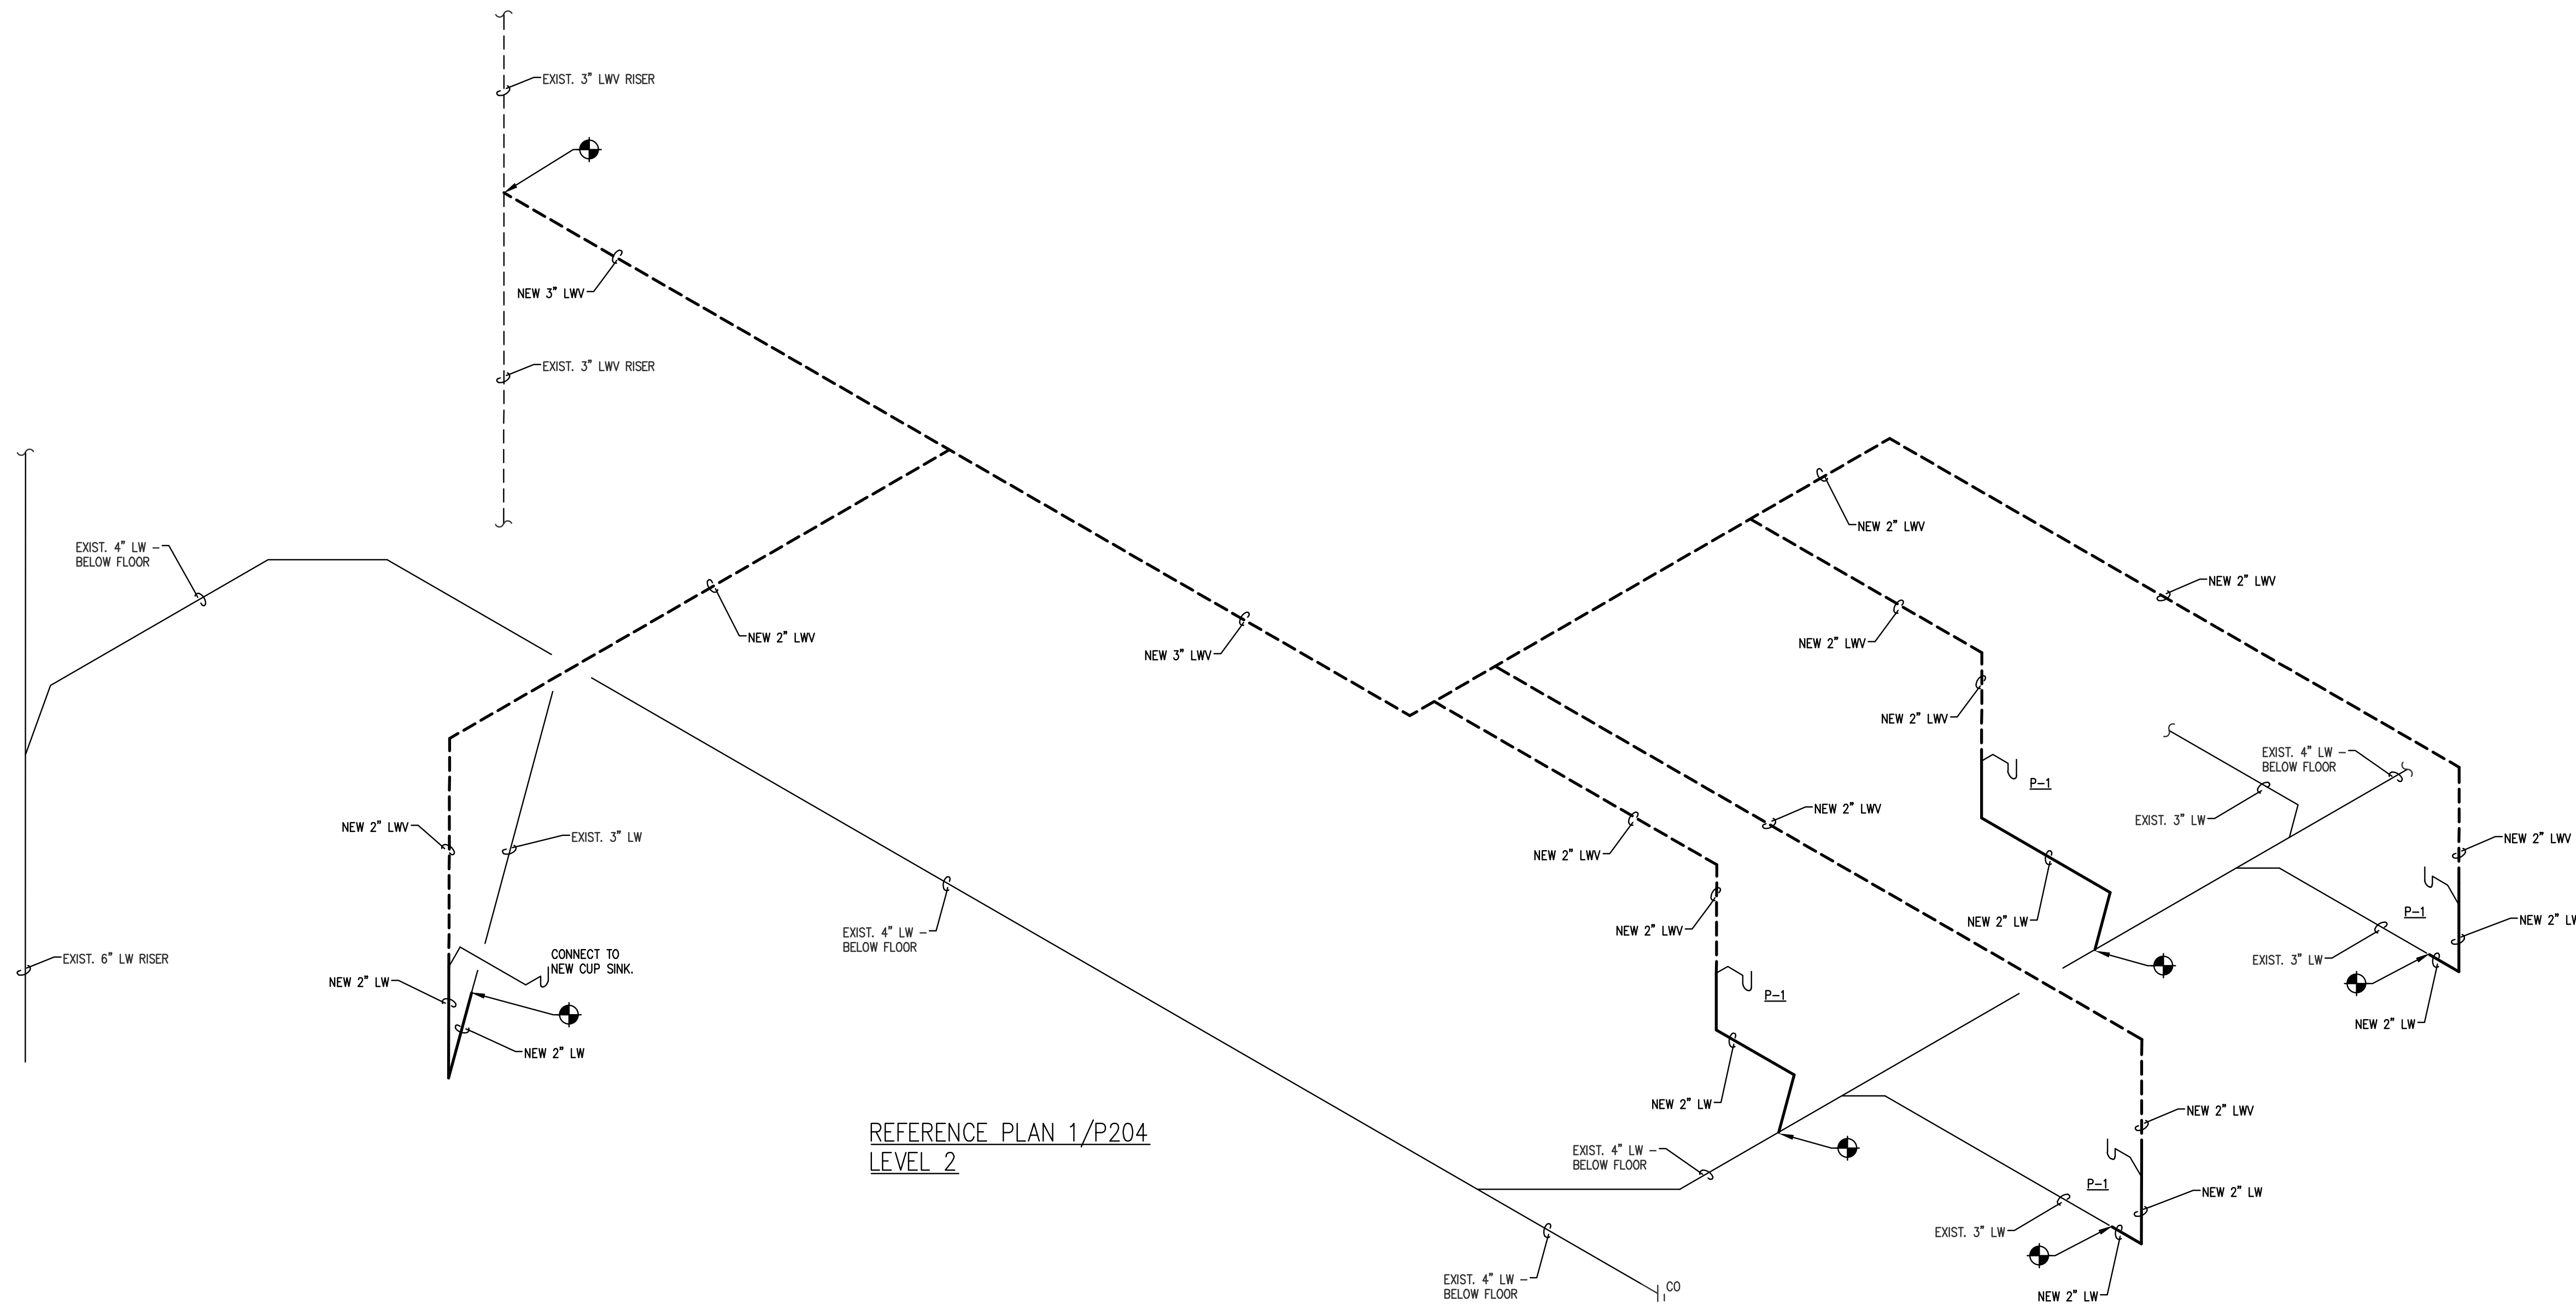 EXIST. 3" LWV RISER
NEW 3" LWV
EXIST. 3" LWV RISER
EXIST. 4" LW –
BELOW FLOOR
NEW 2" LWV
NEW 2" LWV
NEW 2" LWV
NEW 3" LWV
NEW 2" LWV
NEW 2" LWV
EXIST. 4" LW –
BELOW FLOOR
P-1
NEW 2" LWV
EXIST. 3" LW
NEW 2" LWV
EXIST. 3" LW
NEW 2" LWV
NEW 2" LWV
P-1
NEW 2" LW
NEW 2" LW
NEW 2" LWV
EXIST. 4" LW –
BELOW FLOOR
EXIST. 6" LW RISER
CONNECT TO
NEW CUP SINK.
EXIST. 3" LW
NEW 2" LW
P-1
NEW 2" LW
NEW 2" LW
NEW 2" LW
NEW 2" LWV
REFERENCE PLAN 1/P204
LEVEL 2
EXIST. 4" LW –
BELOW FLOOR
P-1
NEW 2" LW
EXIST. 3" LW
EXIST. 4" LW –
BELOW FLOOR
CO
NEW 2" LW